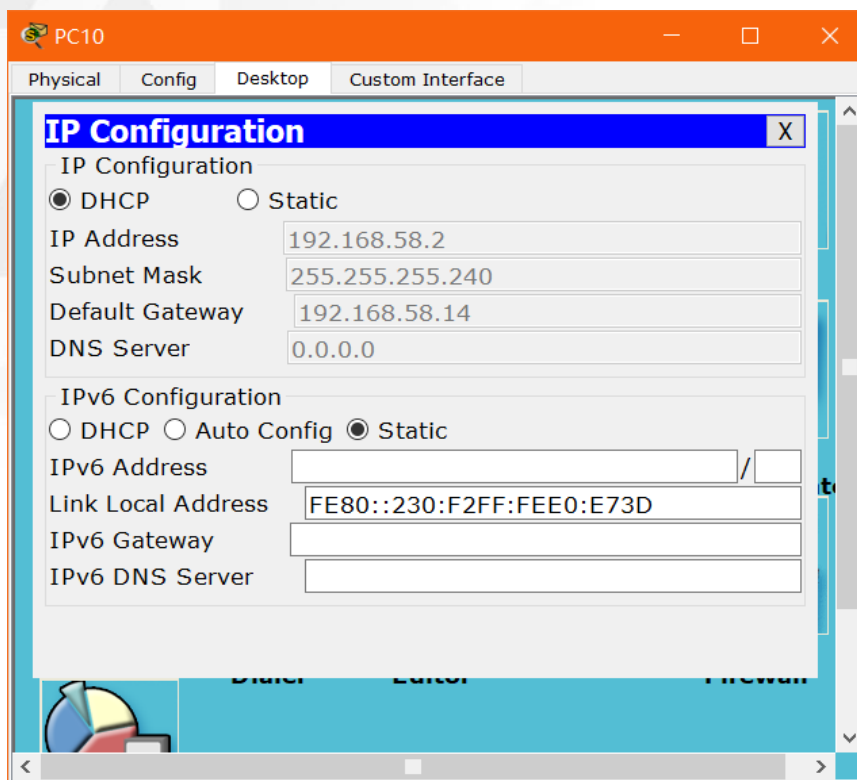 PC10
Physical Config Desktop Custom Interface
IP Configuration X
IP Configuration
DHCP Static
IP Address 192.168.58.2
Subnet Mask 255.255.255.240
Default Gateway 192.168.58.14
DNS Server 0.0.0.0
IPv6 Configuration
DHCP Auto Config Static
IPv6 Address /
Link Local Address FE80::230:F2FF:FEE0:E73D
IPv6 Gateway
IPv6 DNS Server
Dialer Editor Firewall